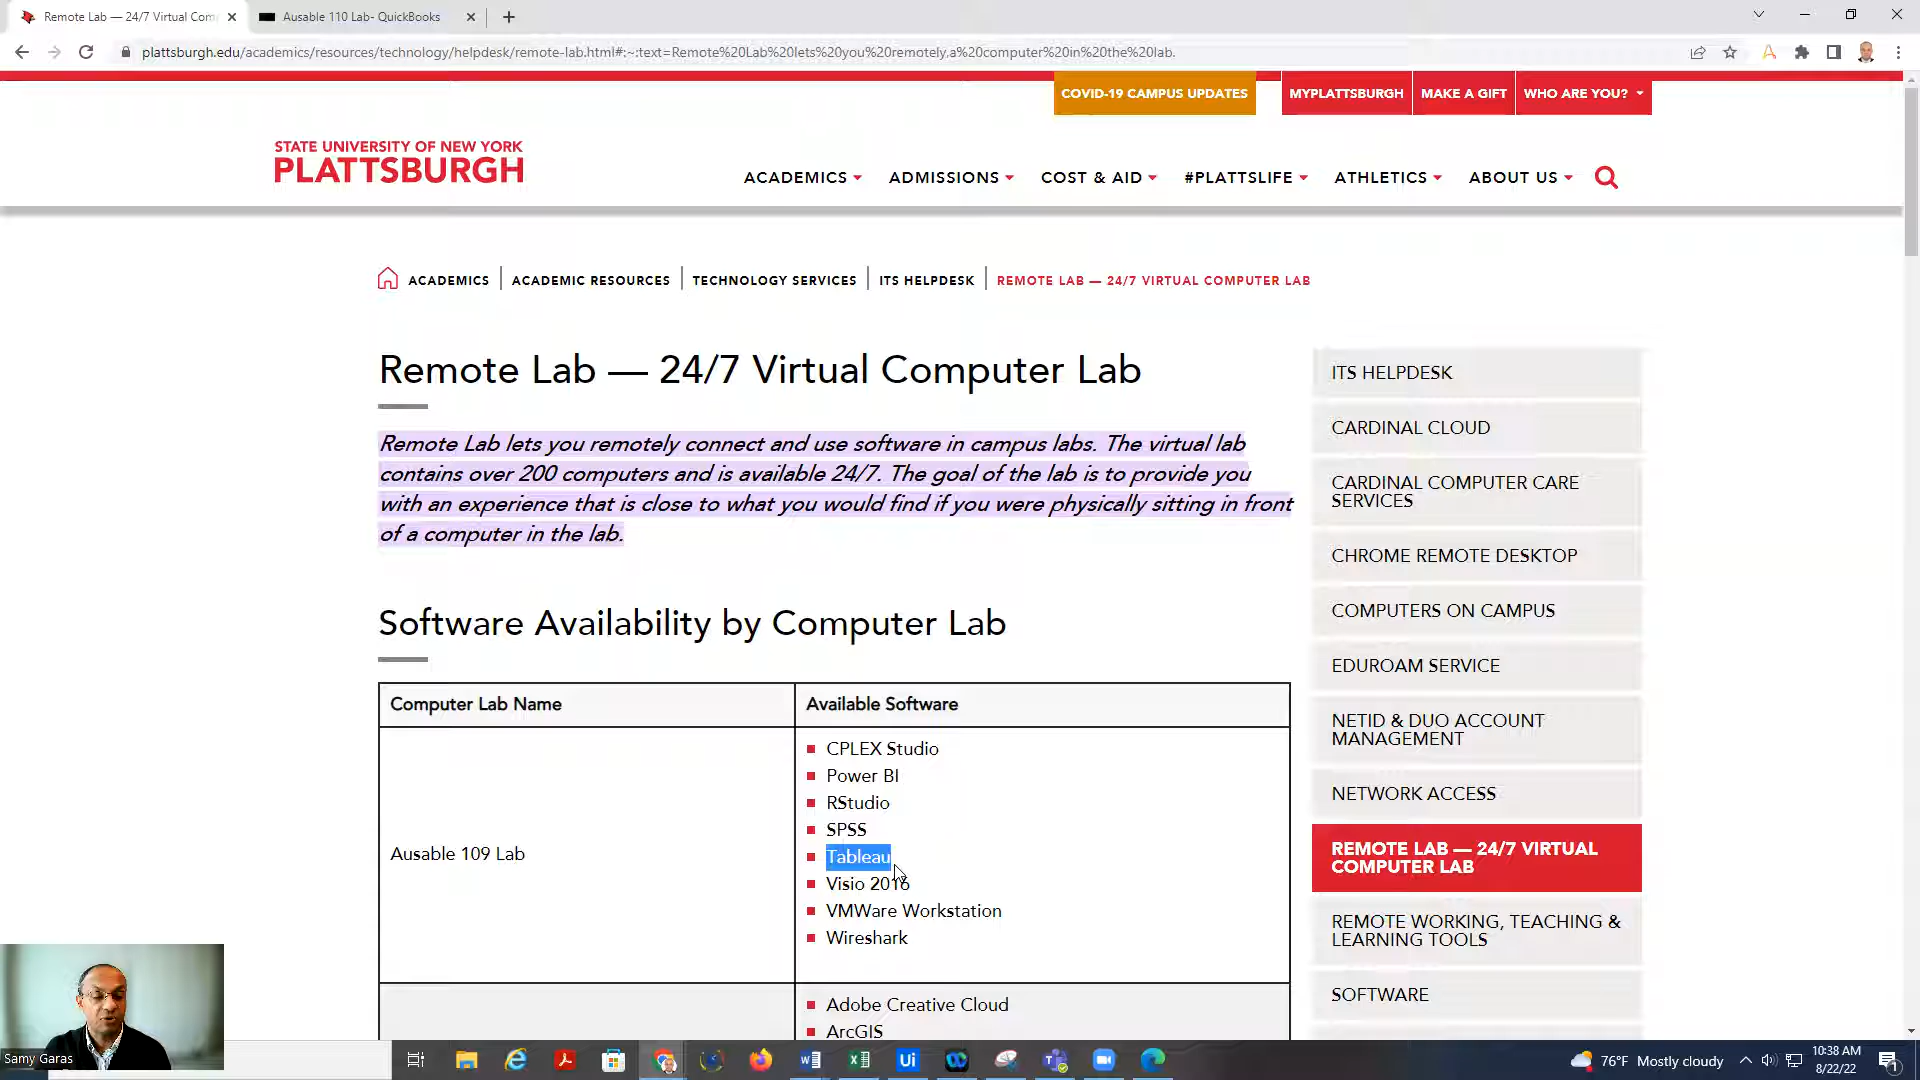 Remote Lab — 24/7 Virtual Com
Ausable 110 Lab- QuickBooks
plattsburgh.edu/academics/resources/technology/helpdesk/remote-lab.html#:~:text=Remote%20Lab%20lets%20you%20remotely,a%20computer%20in%20the%20lab.
COVID-19 CAMPUS UPDATES
MYPLATTSBURGH
MAKE A GIFT
WHO ARE YOU?
STATE UNIVERSITY OF NEW YORK
PLATTSBURGH
ACADEMICS
ADMISSIONS
COST & AID
#PLATTSLIFE
ATHLETICS
ABOUT US
ACADEMICS
ACADEMIC RESOURCES
TECHNOLOGY SERVICES
ITS HELPDESK
REMOTE LAB — 24/7 VIRTUAL COMPUTER LAB
Remote Lab — 24/7 Virtual Computer Lab
Remote Lab lets you remotely connect and use software in campus labs. The virtual lab
contains over 200 computers and is available 24/7. The goal of the lab is to provide you
with an experience that is close to what you would find if you were physically sitting in front
of a computer in the lab.
Software Availability by Computer Lab
Computer Lab Name
Available Software
Ausable 109 Lab
CPLEX Studio
Power BI
RStudio
SPSS
Tableau
Visio 2016
VMWare Workstation
Wireshark
Adobe Creative Cloud
ArcGIS
ITS HELPDESK
CARDINAL CLOUD
CARDINAL COMPUTER CARE
SERVICES
CHROME REMOTE DESKTOP
COMPUTERS ON CAMPUS
EDUROAM SERVICE
NETID & DUO ACCOUNT
MANAGEMENT
NETWORK ACCESS
REMOTE LAB — 24/7 VIRTUAL
COMPUTER LAB
REMOTE WORKING, TEACHING &
LEARNING TOOLS
SOFTWARE
Samy Garas
Ui
76°F Mostly cloudy
10:38 AM
8/22/22
1